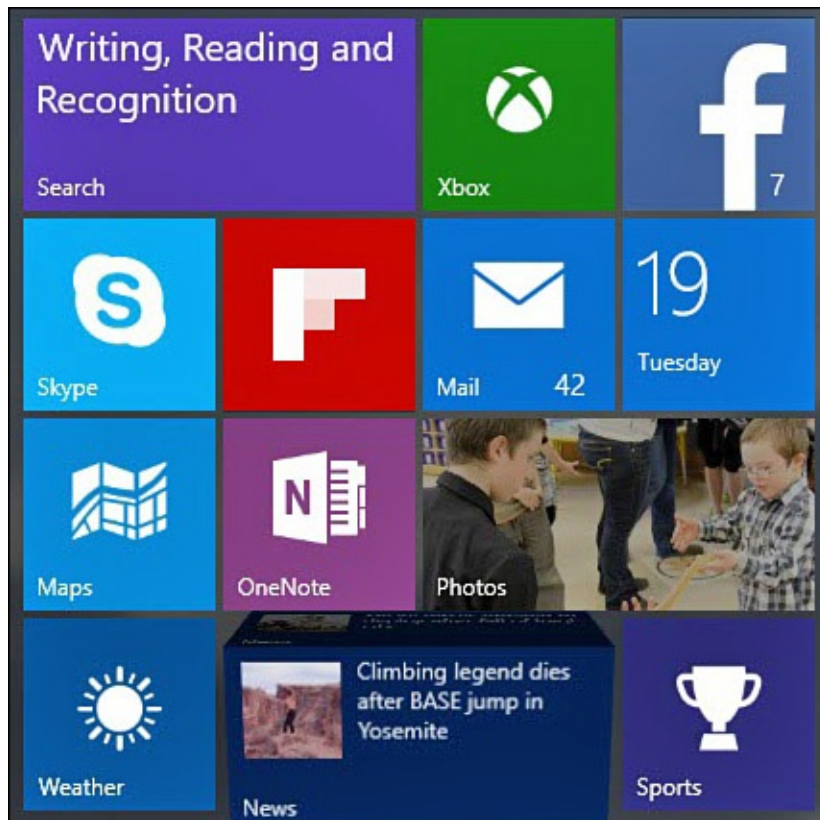 Writing, Reading and
Recognition
Search
Xbox
7
Skype
Mail 42
19
Tuesday
Maps
OneNote
Photos
Weather
Climbing legend dies
after BASE jump in
Yosemite
News
Sports